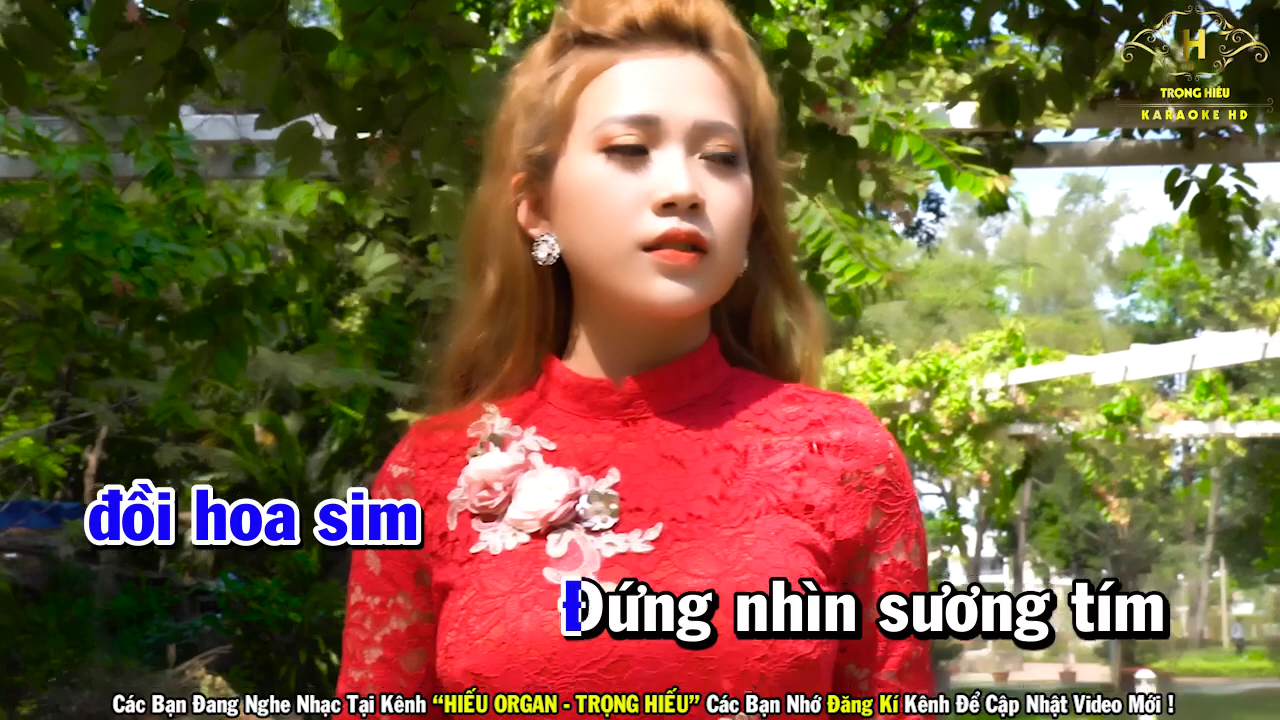 H
TRỌNG HIẾU
KARAOKE HD
đồi hoa sim
Đứng nhìn sương tím
Các Bạn Đang Nghe Nhạc Tại Kênh “HIẾU ORGAN - TRỌNG HIẾU” Các Bạn Nhớ Đăng Kí Kênh Để Cập Nhật Video Mới !